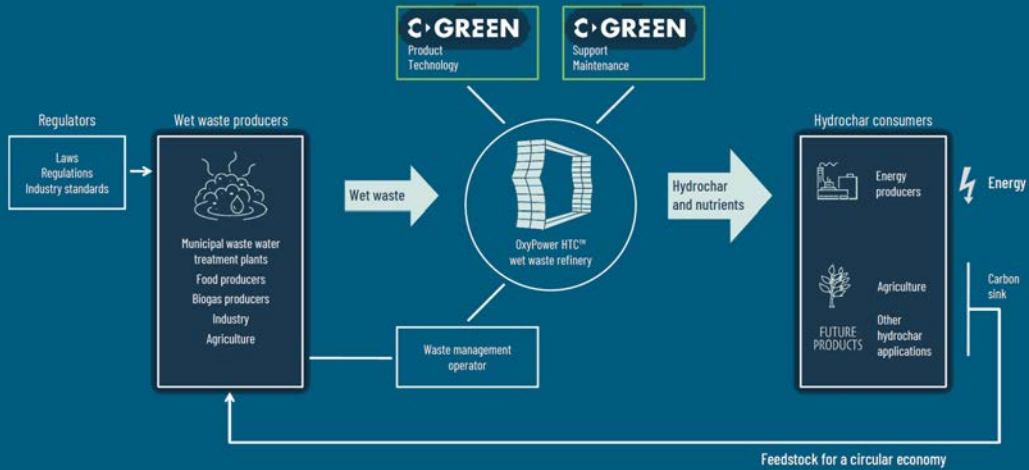 C GREEN
Product
Technology
C GREEN
Support
Maintenance
Regulators
Laws
Regulations
Industry standards
Wet waste producers
Municipal waste water
treatment plants
Food producers
Biogas producers
Industry
Agriculture
Wet waste
OxyPower HTC™
wet waste refinery
Waste management
operator
Hydrochar
and nutrients
Hydrochar consumers
Energy
producers
Energy
Agriculture
FUTURE
PRODUCTS
Other
hydrochar
applications
Carbon
sink
Feedstock for a circular economy